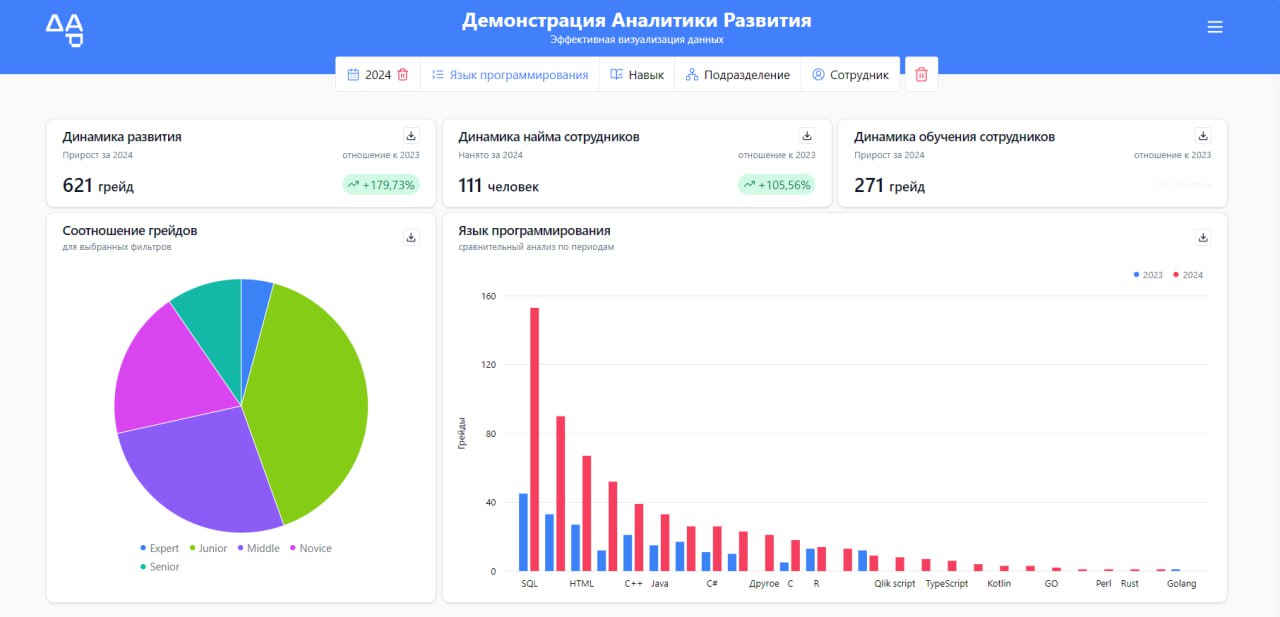 ДАР
Демонстрация Аналитики Развития
Эффективная визуализация данных
2024 Язык программирования Навык Подразделение Сотрудник
Динамика развития
Прирост за 2024 отношение к 2023
621 грейд +179,73%
Динамика найма сотрудников
Нанято за 2024 отношение к 2023
111 человек +105,56%
Динамика обучения сотрудников
Прирост за 2024 отношение к 2023
271 грейд Нет данных
Соотношение грейдов
для выбранных фильтров
Expert Junior Middle Novice
Senior
Язык программирования
сравнительный анализ по периодам
2023 2024
160
120
80
40
0
Грейды
SQL HTML C++ Java C# Другое C R Qlik script TypeScript Kotlin GO Perl Rust Golang